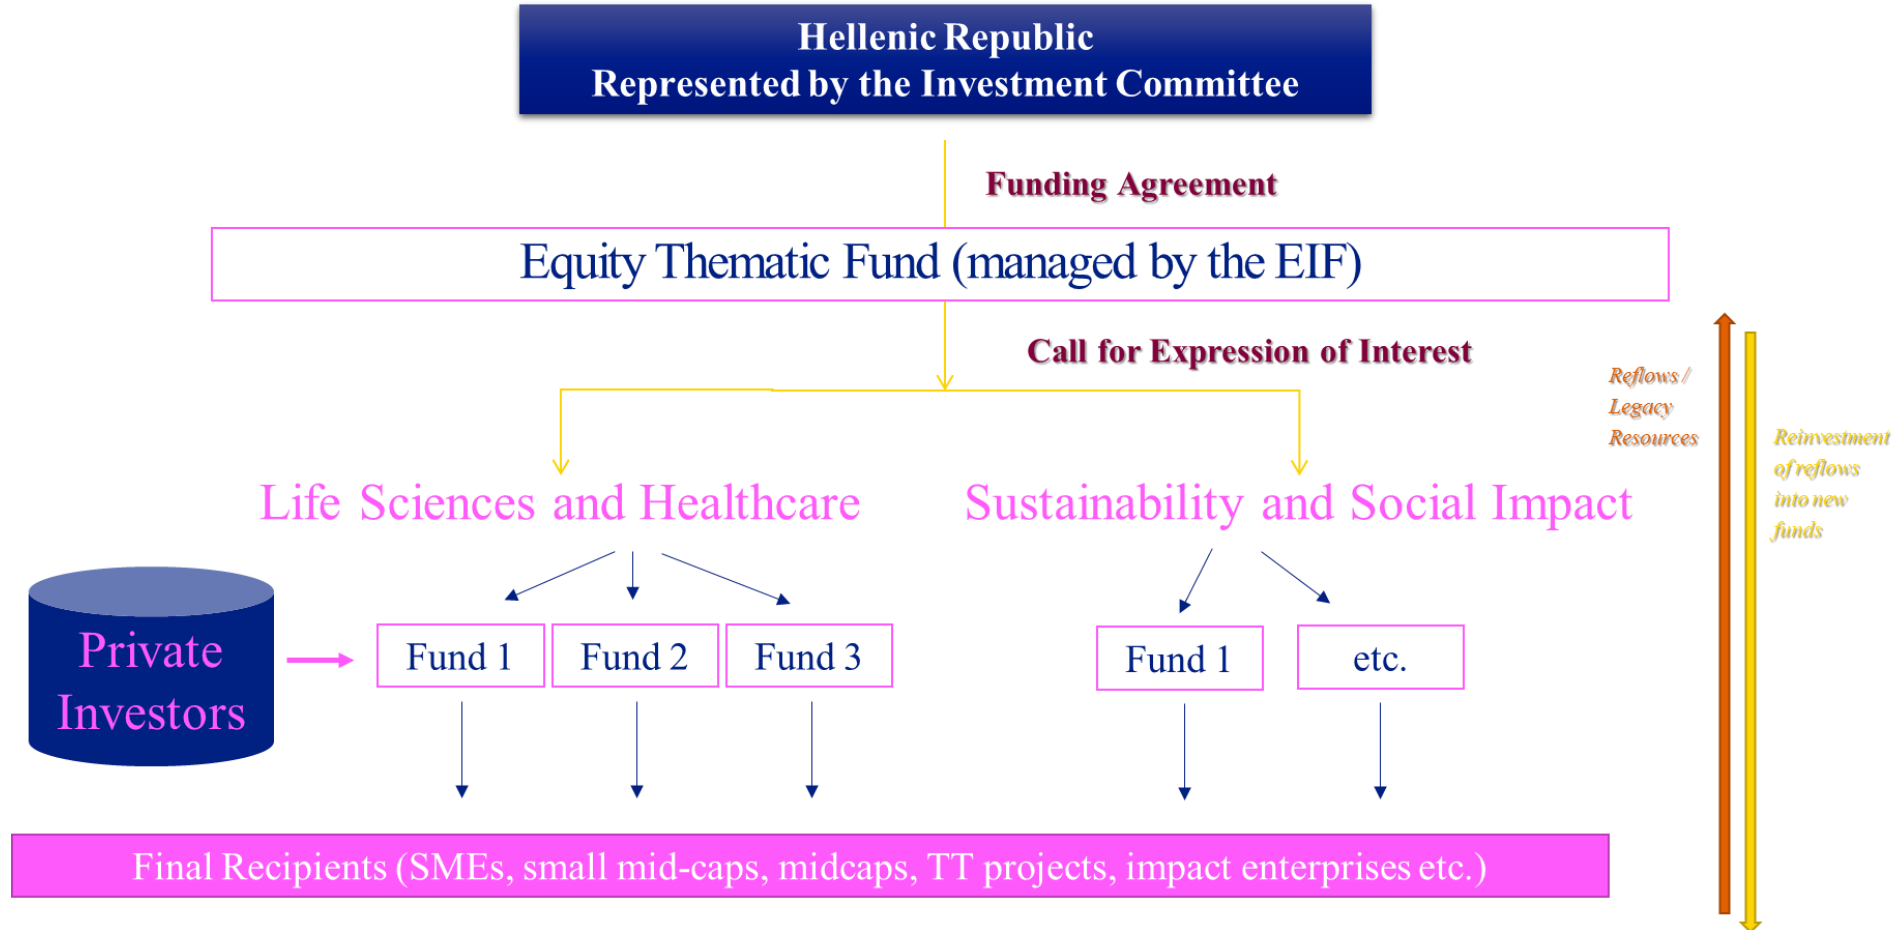 Hellenic Republic
Represented by the Investment Committee
Funding Agreement
Equity Thematic Fund (managed by the EIF)
Call for Expression of Interest
Reflows /
Legacy
Resources
Reinvestment
of reflows
into new
funds
Life Sciences and Healthcare
Sustainability and Social Impact
Private
Investors
Fund 1
Fund 2
Fund 3
Fund 1
etc.
Final Recipients (SMEs, small mid-caps, midcaps, TT projects, impact enterprises etc.)